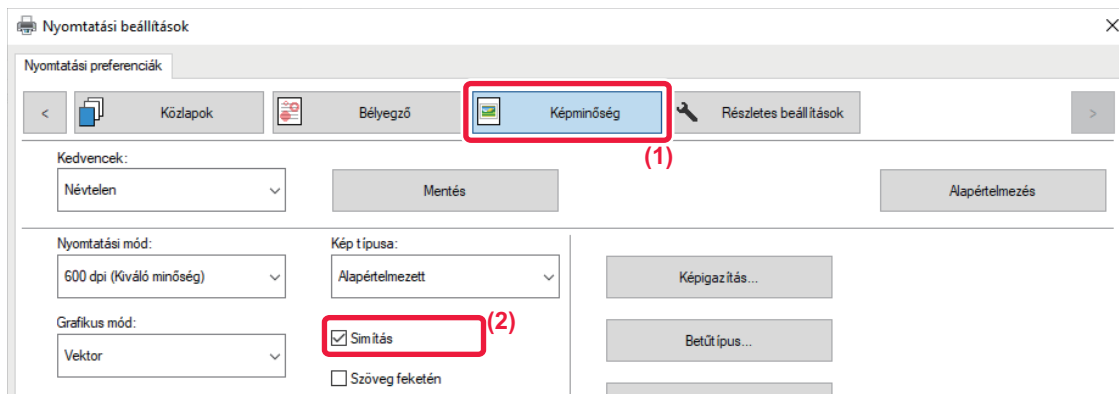 Nyomtatási beállítások
Nyomtatási preferenciák
< Közlapok Bélyegző Képminőség Részletes beállítások >
(1)
Kedvencek:
Névtelen Mentés Alapértelmezés
Nyomtatási mód: Kép típusa:
600 dpi (Kiváló minőség) Alapértelmezett Képigazítás...
Grafikus mód: (2)
Vektor Simítás Betűtípus...
Szöveg feketén